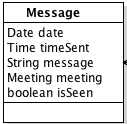 Message
Date date
Time timeSent
String message
Meeting meeting
boolean isSeen